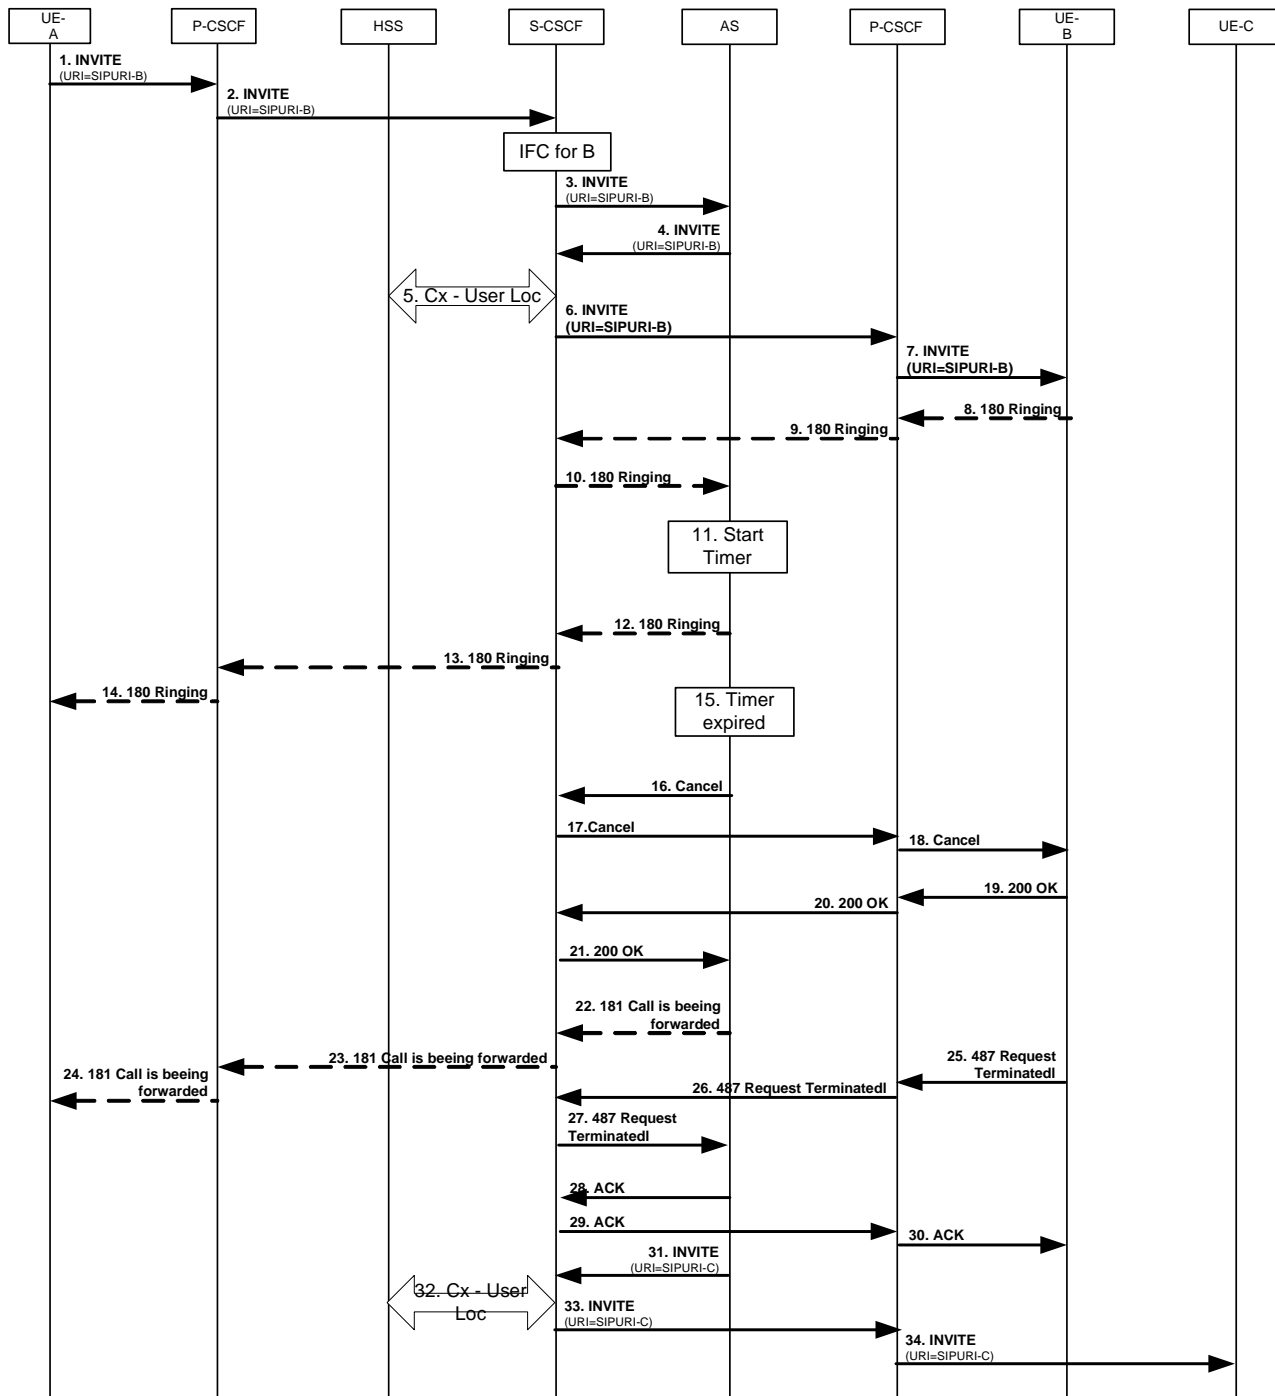 UE-
A
P-CSCF
HSS
S-CSCF
AS
P-CSCF
UE-
B
UE-C
1. INVITE
(URI=SIPURI-B)
2. INVITE
(URI=SIPURI-B)
IFC for B
3. INVITE
(URI=SIPURI-B)
4. INVITE
(URI=SIPURI-B)
5. Cx - User Loc
6. INVITE
(URI=SIPURI-B)
7. INVITE
(URI=SIPURI-B)
8. 180 Ringing
9. 180 Ringing
10. 180 Ringing
11. Start
Timer
12. 180 Ringing
13. 180 Ringing
14. 180 Ringing
15. Timer
expired
16. Cancel
17.Cancel
18. Cancel
19. 200 OK
20. 200 OK
21. 200 OK
22. 181 Call is beeing
forwarded
23. 181 Call is beeing forwarded
24. 181 Call is beeing
forwarded
25. 487 Request
Terminatedl
26. 487 Request Terminatedl
27. 487 Request
Terminatedl
28. ACK
29. ACK
30. ACK
31. INVITE
(URI=SIPURI-C)
32. Cx - User
Loc
33. INVITE
(URI=SIPURI-C)
34. INVITE
(URI=SIPURI-C)